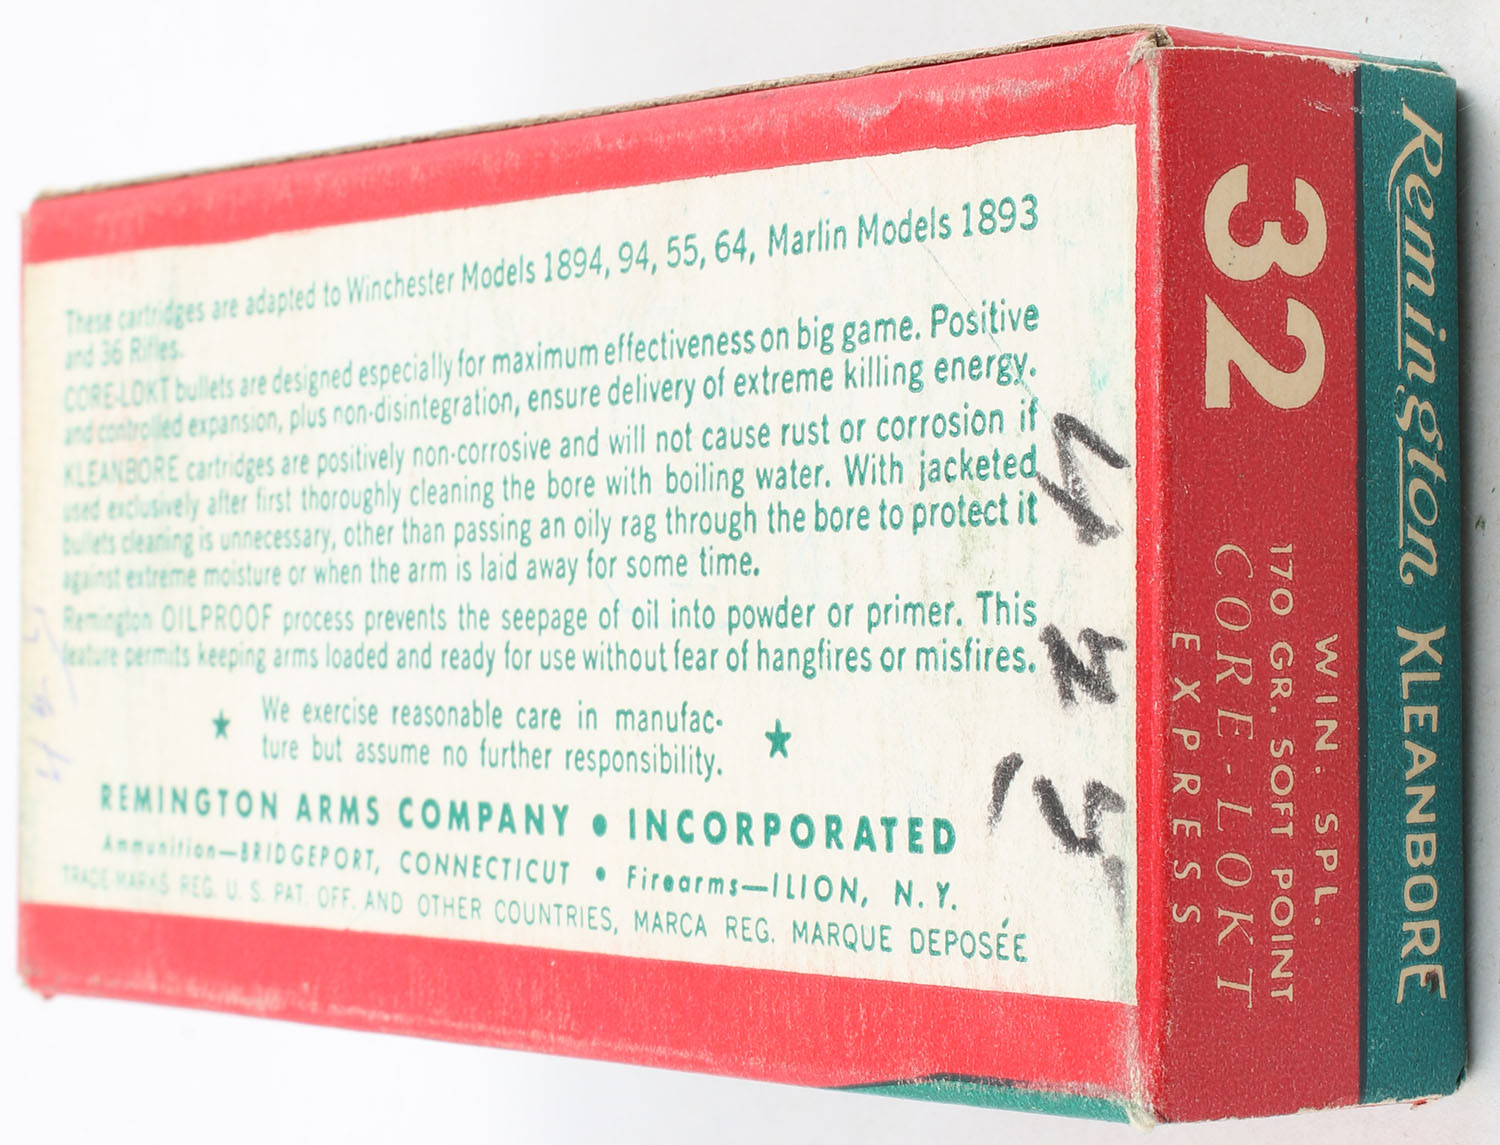 These cartridges are adapted to Winchester Models 1894, 94, 55, 64, Marlin Models 1893
and 36 Rifles.
CORE-LOKT bullets are designed especially for maximum effectiveness on big game. Positive
and controlled expansion, plus non-disintegration, ensure delivery of extreme killing energy.
KLEANBORE cartridges are positively non-corrosive and will not cause rust or corrosion if
used exclusively after first thoroughly cleaning the bore with boiling water. With jacketed
bullets cleaning is unnecessary, other than passing an oily rag through the bore to protect it
against extreme moisture or when the arm is laid away for some time.
Remington OILPROOF process prevents the seepage of oil into powder or primer. This
feature permits keeping arms loaded and ready for use without fear of hangfires or misfires.
★ We exercise reasonable care in manufac- ★
ture but assume no further responsibility.
REMINGTON ARMS COMPANY • INCORPORATED
Ammunition—BRIDGEPORT, CONNECTICUT • Firearms—ILION, N. Y.
TRADE MARKS REG. U. S. PAT. OFF. AND OTHER COUNTRIES, MARCA REG. MARQUE DEPOSÉE
Remington KLEANBORE
32 WIN. SPL.
170 GR. SOFT POINT
CORE-LOKT
EXPRESS